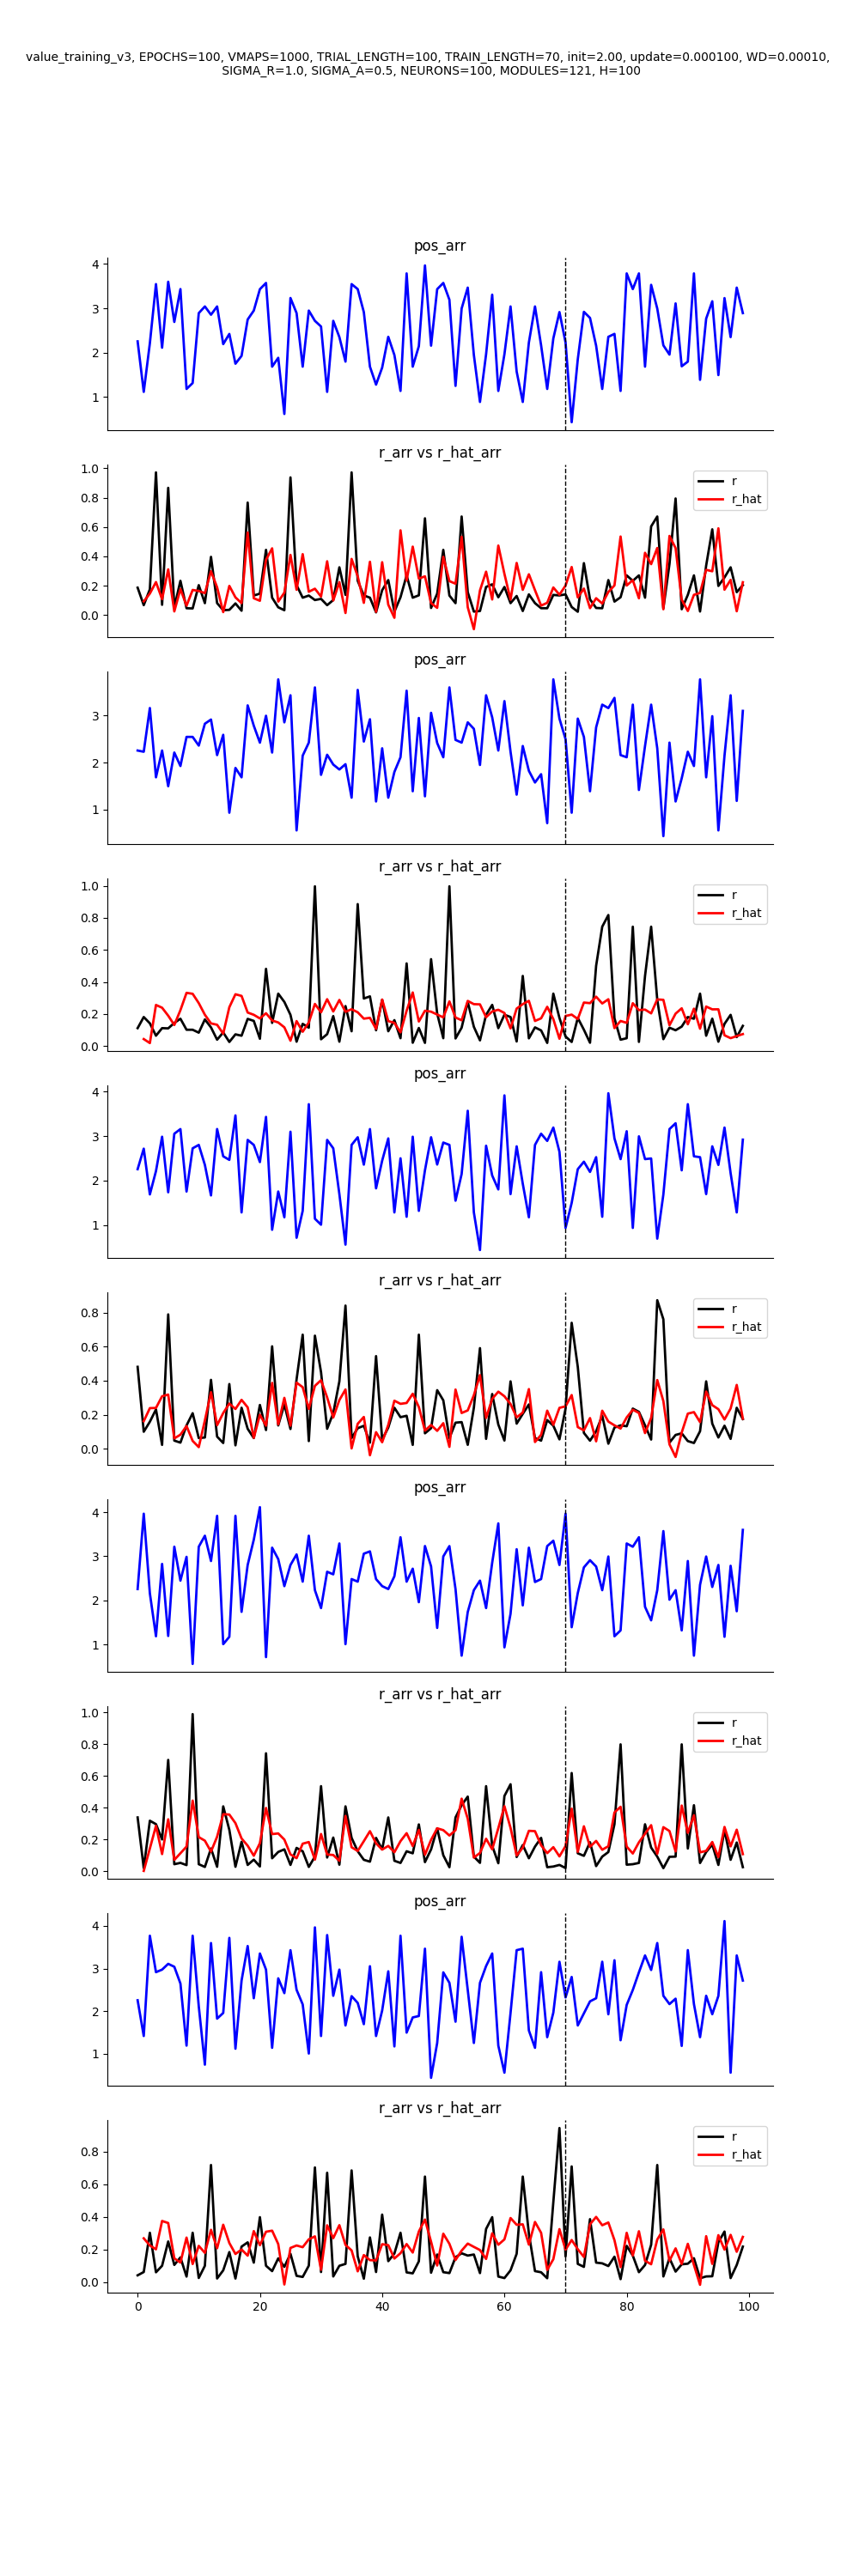 value_training_v3, EPOCHS=100, VMAPS=1000, TRIAL_LENGTH=100, TRAIN_LENGTH=70, init=2.00, update=0.000100, WD=0.00010,
SIGMA_R=1.0, SIGMA_A=0.5, NEURONS=100, MODULES=121, H=100
pos_arr
4
3
2
1
r_arr vs r_hat_arr
1.0
0.8
0.6
0.4
0.2
0.0
r
r_hat
pos_arr
3
2
1
r_arr vs r_hat_arr
1.0
0.8
0.6
0.4
0.2
0.0
r
r_hat
pos_arr
4
3
2
1
r_arr vs r_hat_arr
0.8
0.6
0.4
0.2
0.0
r
r_hat
pos_arr
4
3
2
1
r_arr vs r_hat_arr
1.0
0.8
0.6
0.4
0.2
0.0
r
r_hat
pos_arr
4
3
2
1
r_arr vs r_hat_arr
0.8
0.6
0.4
0.2
0.0
r
r_hat
0 20 40 60 80 100